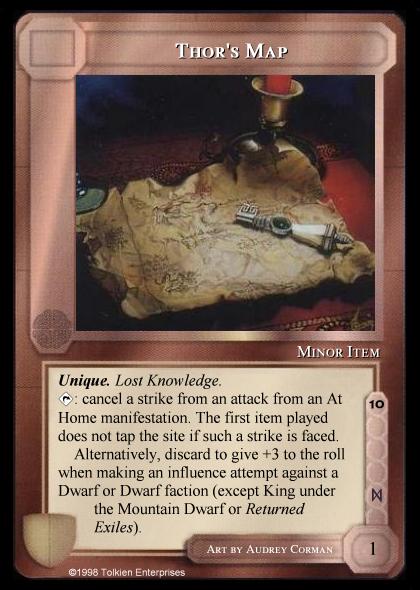 Thor's Map
Minor Item
Unique. Lost Knowledge.
: cancel a strike from an attack from an At
Home manifestation. The first item played
does not tap the site if such a strike is faced.
Alternatively, discard to give +3 to the roll
when making an influence attempt against a
Dwarf or Dwarf faction (except King under
the Mountain Dwarf or Returned
Exiles).
10
Art by Audrey Corman
1
©1998 Tolkien Enterprises